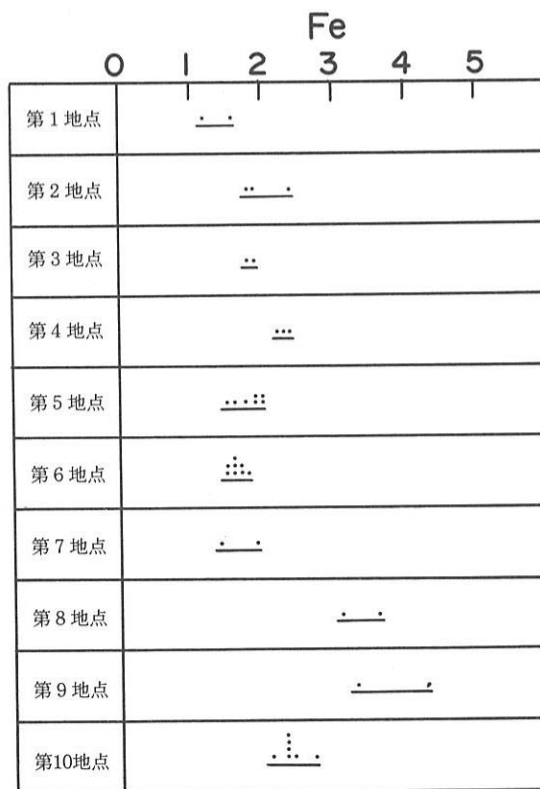 Fe
0 1 2 3 4 5
第1地点
第2地点
第3地点
第4地点
第5地点
第6地点
第7地点
第8地点
第9地点
第10地点